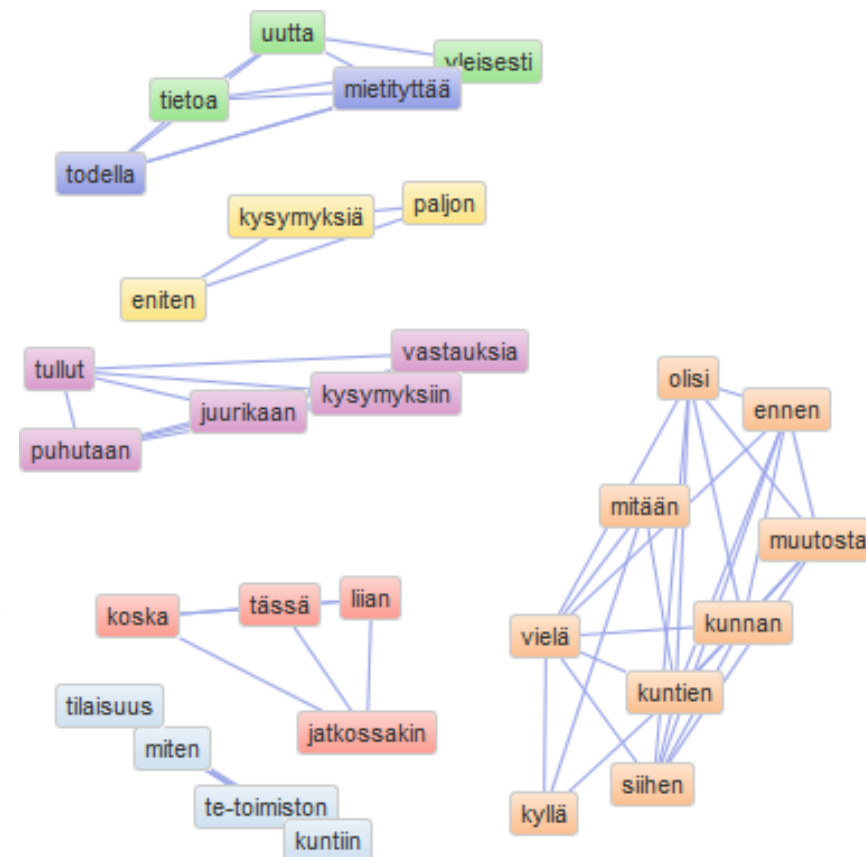 uutta
yleisesti
mietityttää
tietoa
todella
kysymyksiä
paljon
eniten
vastauksia
tullut
kysymyksiin
juurikaan
puhutaan
olisi
ennen
mitään
muutosta
kunnan
vielä
kuntien
siihen
kyllä
koska
tässä
liian
jatkossakin
tilaisuus
miten
te-toimiston
kuntiin